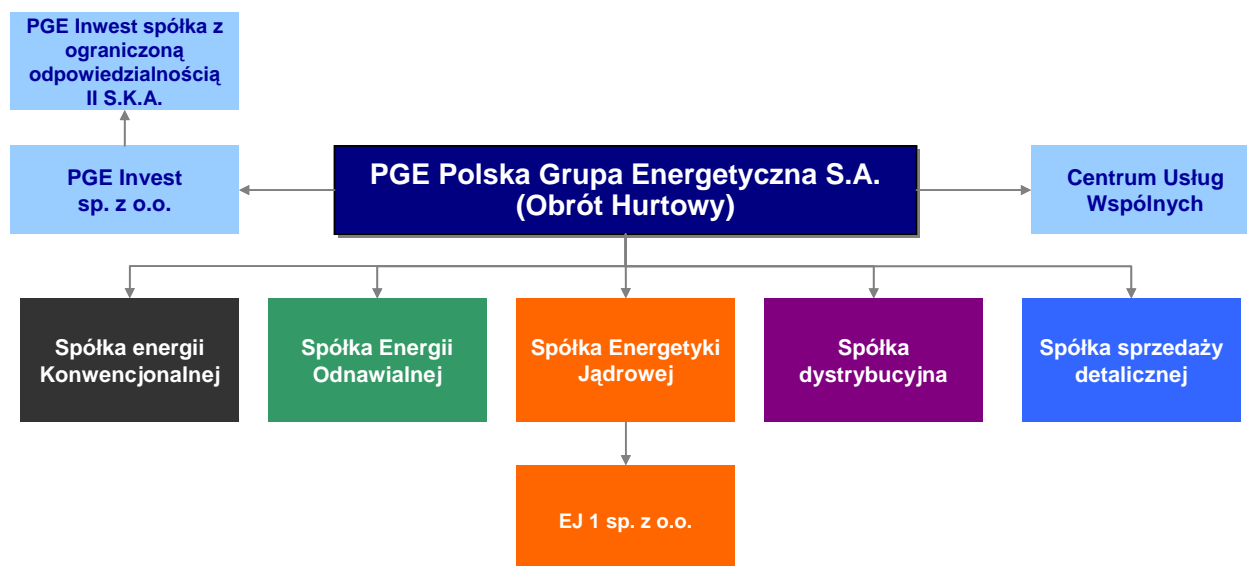 PGE Inwest spółka z
ograniczoną
odpowiedzialnością
II S.K.A.
PGE Invest
sp. z o.o.
PGE Polska Grupa Energetyczna S.A.
(Obrót Hurtowy)
Centrum Usług
Wspólnych
Spółka energii
Konwencjonalnej
Spółka Energii
Odnawialnej
Spółka Energetyki
Jądrowej
Spółka
dystrybucyjna
Spółka sprzedaży
detalicznej
EJ 1 sp. z o.o.